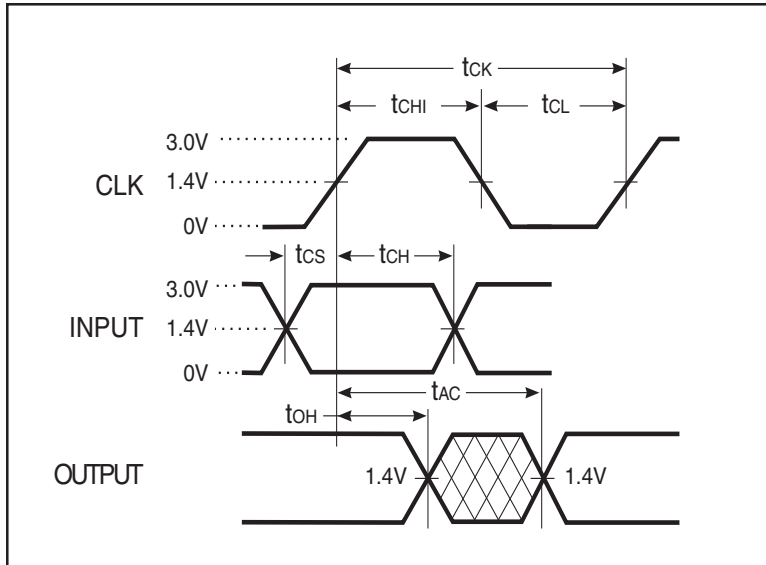 tCK
tCHI tCL
3.0V
CLK 1.4V
0V
tCS tCH
3.0V
INPUT 1.4V
0V
tAC
tOH
OUTPUT 1.4V 1.4V